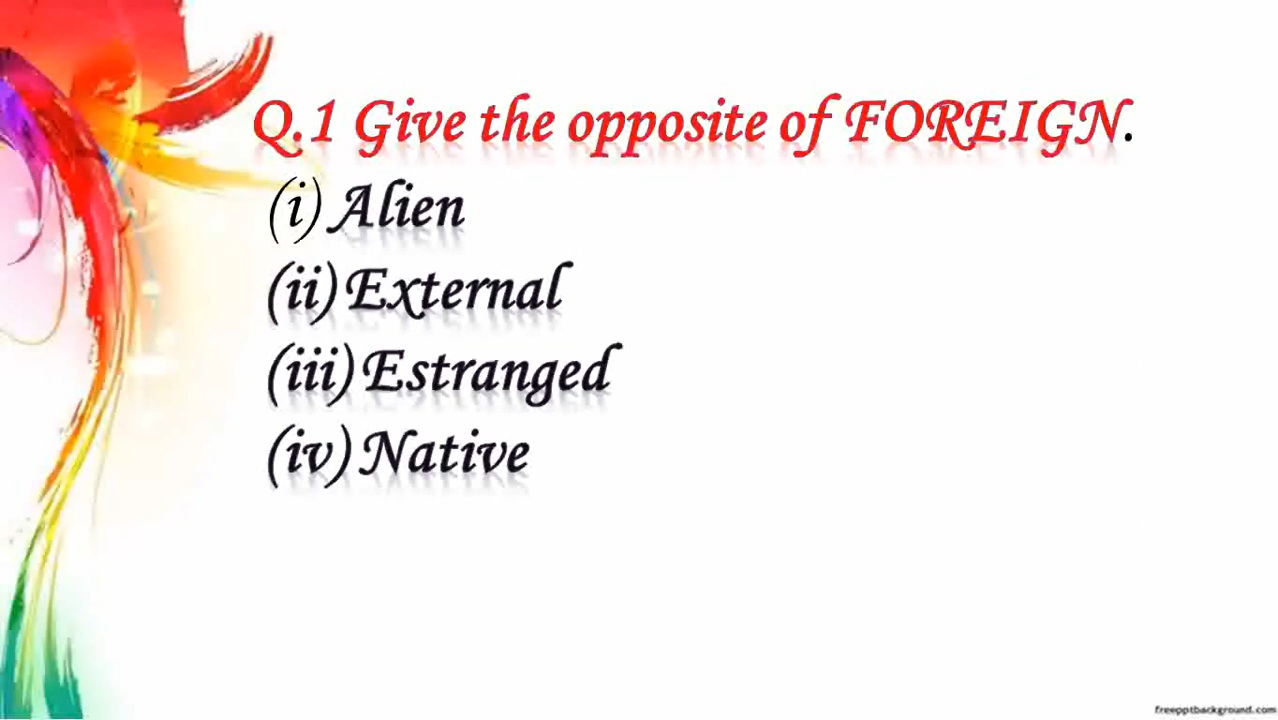 Q.1 Give the opposite of FOREIGN.
(i) Alien
(ii) External
(iii) Estranged
(iv) Native
freepptbackground.com